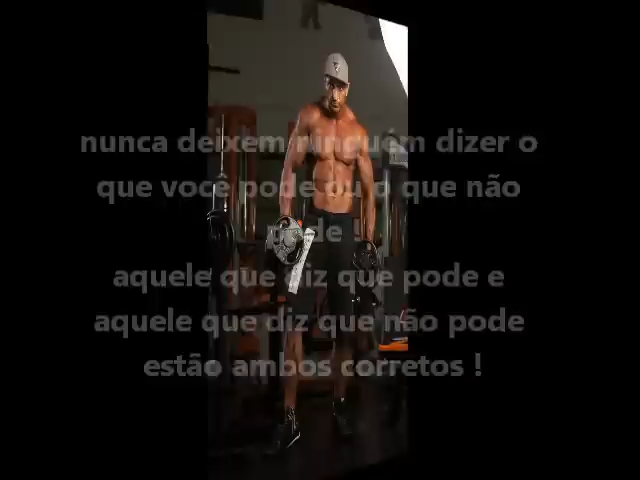 nunca deixem ninguém dizer o
que você pode ou o que não
pode !
aquele que diz que pode e
aquele que diz que não pode
estão ambos corretos !